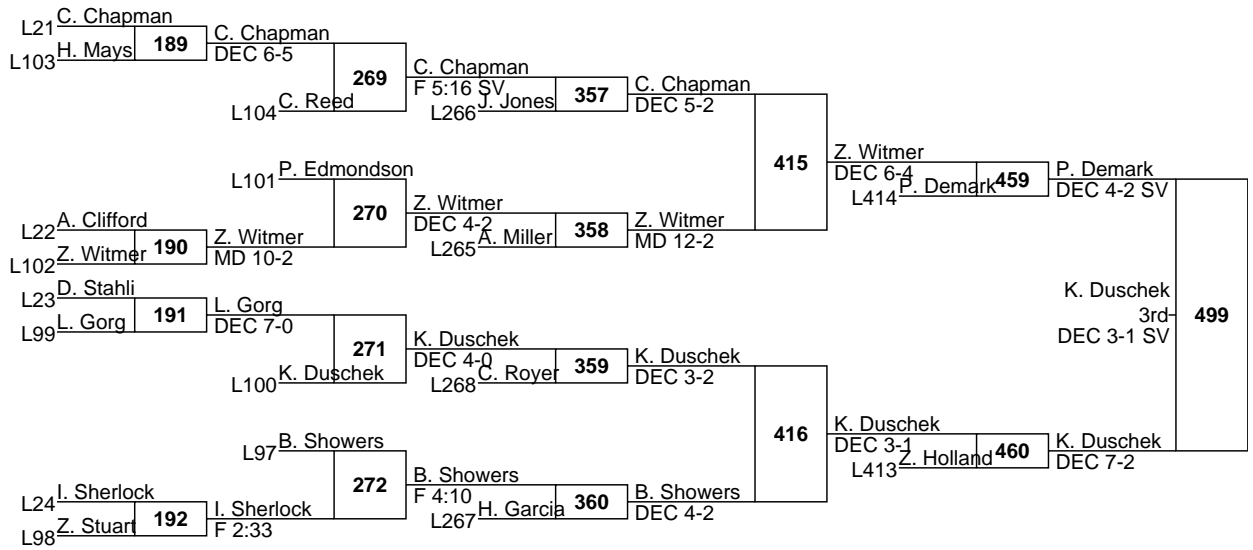 C. Chapman
L21
H. Mays
L103
189
C. Chapman
DEC 6-5
269
C. Reed
L104
C. Chapman
F 5:16 SV
J. Jones
L266
357
C. Chapman
DEC 5-2
415
P. Edmondson
L101
270
A. Clifford
L22
Z. Witmer
L102
190
Z. Witmer
MD 10-2
Z. Witmer
DEC 4-2
A. Miller
L265
358
Z. Witmer
MD 12-2
Z. Witmer
DEC 6-4
P. Demark
L414
459
P. Demark
DEC 4-2 SV
D. Stahli
L23
L. Gorg
L99
191
L. Gorg
DEC 7-0
271
K. Duschek
L100
K. Duschek
DEC 4-0
C. Royer
L268
359
K. Duschek
DEC 3-2
416
B. Showers
L97
272
I. Sherlock
L24
Z. Stuart
L98
192
I. Sherlock
F 2:33
B. Showers
F 4:10
H. Garcia
L267
360
B. Showers
DEC 4-2
K. Duschek
DEC 3-1
Z. Holland
L413
460
K. Duschek
DEC 7-2
K. Duschek
3rd
DEC 3-1 SV
499